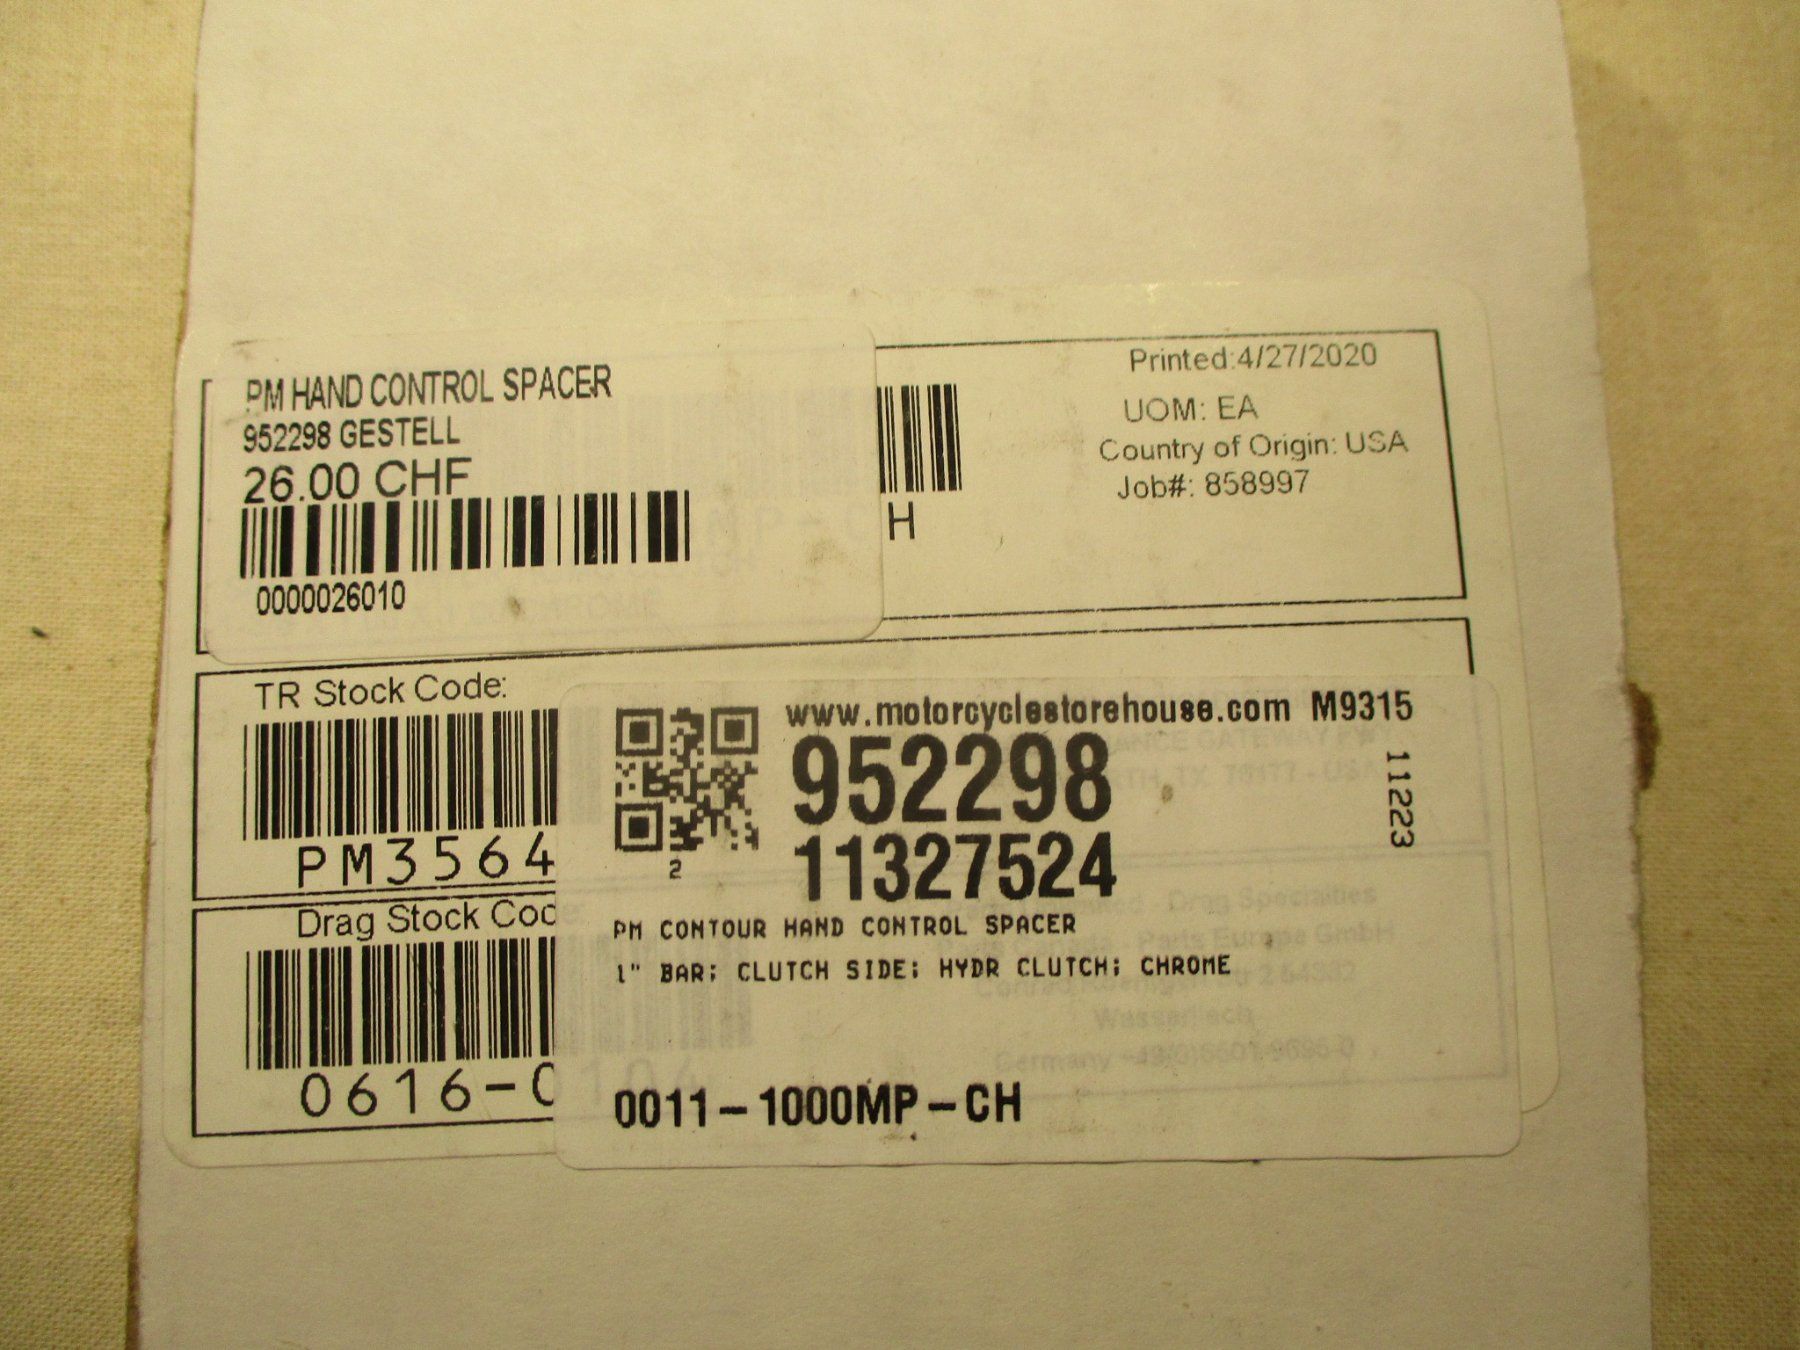 PM HAND CONTROL SPACER
952298 GESTELL
26.00 CHF
0000026010
H
Printed:4/27/2020
UOM: EA
Country of Origin: USA
Job#: 858997
TR Stock Code:
PM3564
Drag Stock Code:
0616-0
www.motorcyclestorehouse.com M9315
952298
11327524
11223
2
PM CONTOUR HAND CONTROL SPACER
1" BAR; CLUTCH SIDE; HYDR CLUTCH; CHROME
0011-1000MP-CH